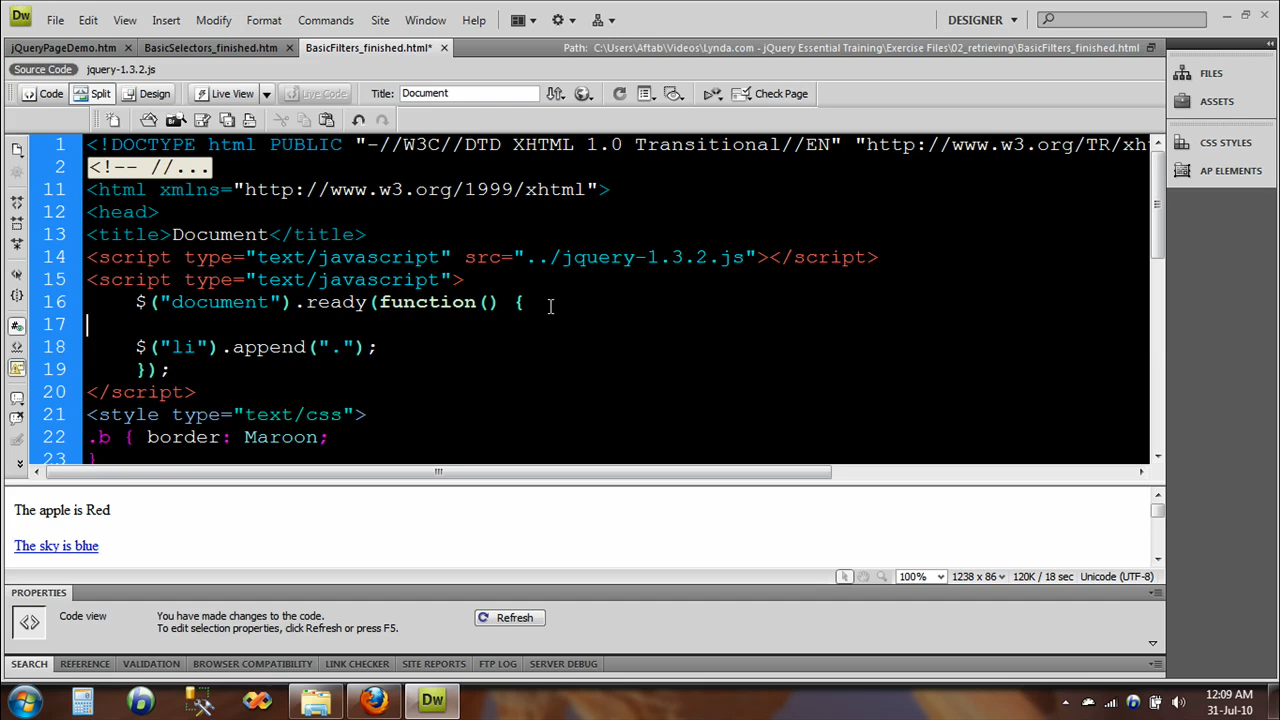 Dw File Edit View Insert Modify Format Commands Site Window Help DESIGNER
jQueryPageDemo.htm BasicSelectors_finished.html BasicFilters_finished.html* Path: C:\Users\Aftab\Videos\Lynda.com - jQuery Essential Training\Exercise Files\02_retrieving\BasicFilters_finished.html
Source Code jquery-1.3.2.js
Code Split Design Live View Live Code Title: Document Check Page
1 <!DOCTYPE html PUBLIC "-//W3C//DTD XHTML 1.0 Transitional//EN" "http://www.w3.org/TR/xht
2 <!-- //...
11 <html xmlns="http://www.w3.org/1999/xhtml">
12 <head>
13 <title>Document</title>
14 <script type="text/javascript" src="../jquery-1.3.2.js"></script>
15 <script type="text/javascript">
16 $("document").ready(function() {
17
18 $("li").append(".");
19 });
20 </script>
21 <style type="text/css">
22 .b { border: Maroon;
23 }
FILES
ASSETS
CSS STYLES
AP ELEMENTS
The apple is Red
The sky is blue
100% 1238 x 86 120K / 18 sec Unicode (UTF-8)
PROPERTIES
Code view You have made changes to the code. Refresh
To edit selection properties, click Refresh or press F5.
SEARCH REFERENCE VALIDATION BROWSER COMPATIBILITY LINK CHECKER SITE REPORTS FTP LOG SERVER DEBUG
Dw 12:09 AM
31-Jul-10